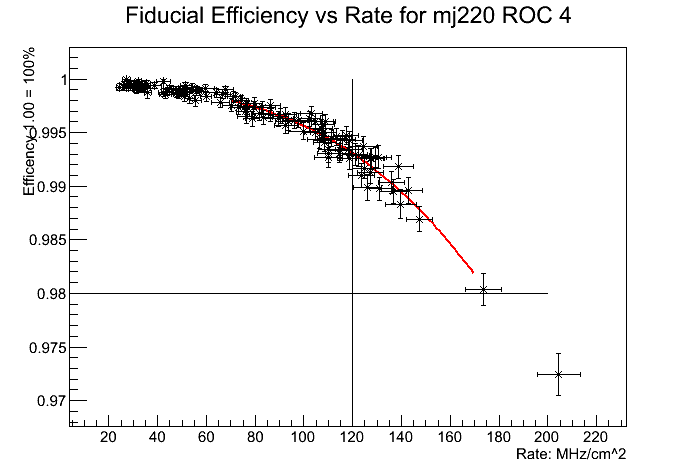 Fiducial Efficiency vs Rate for mj220 ROC 4
Efficency 1.00 = 100%
1
0.995
0.99
0.985
0.98
0.975
0.97
20 40 60 80 100 120 140 160 180 200 220
Rate: MHz/cm^2